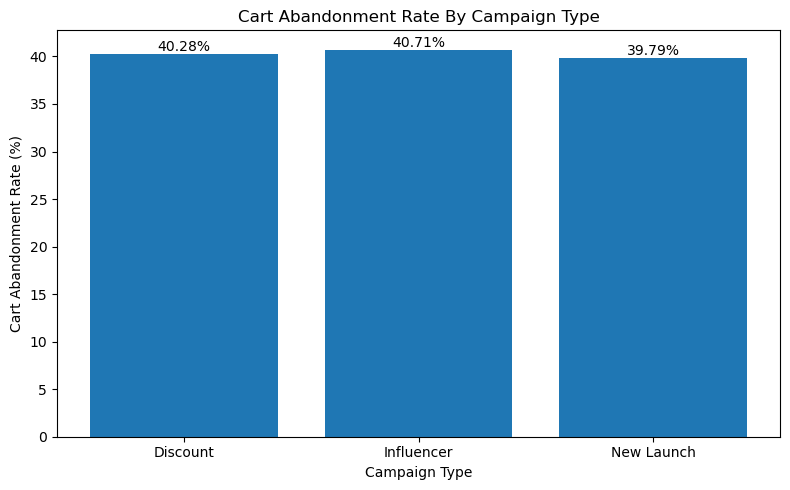 Cart Abandonment Rate By Campaign Type
Cart Abandonment Rate (%)
40
35
30
25
20
15
10
5
0
40.28%
40.71%
39.79%
Discount
Influencer
New Launch
Campaign Type